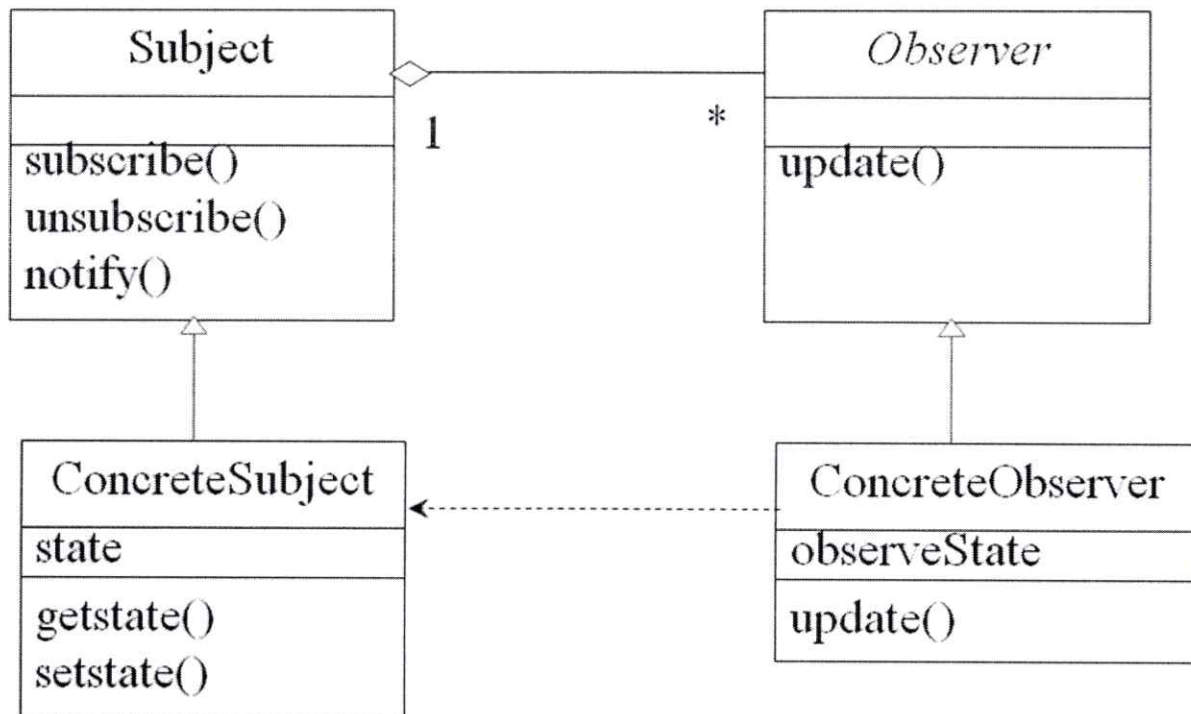 Subject
subscribe()
unsubscribe()
notify()
Observer
update()
1
*
ConcreteSubject
state
getstate()
setstate()
ConcreteObserver
observeState
update()